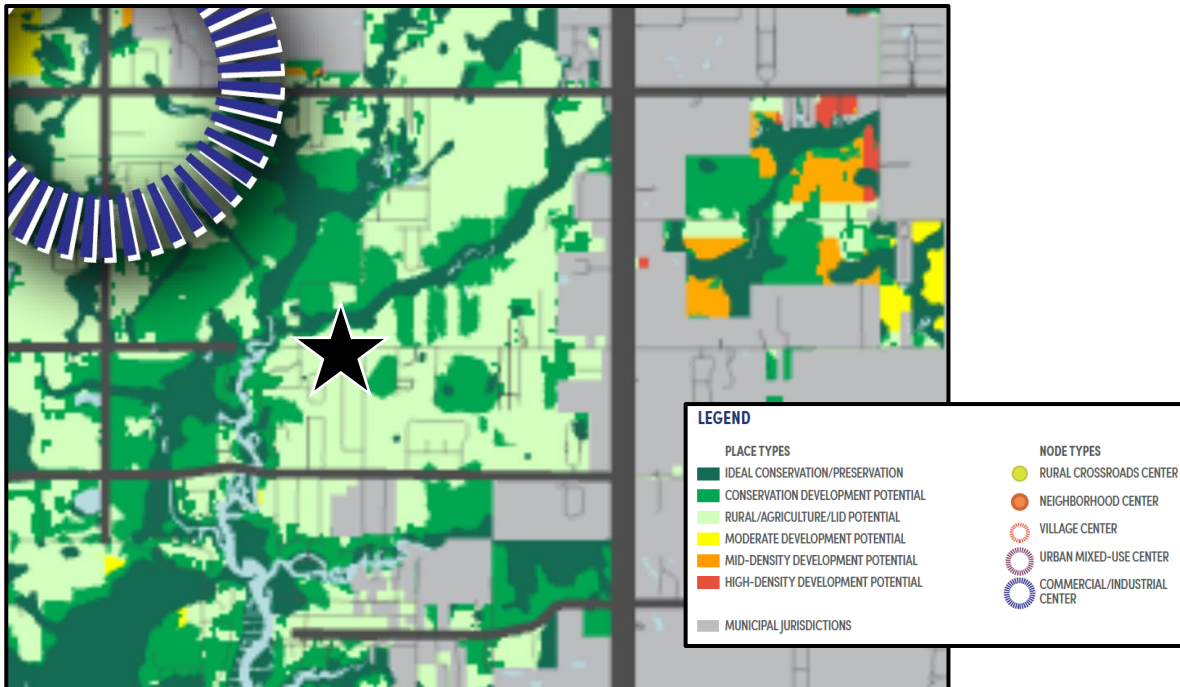 LEGEND
PLACE TYPES
IDEAL CONSERVATION/PRESERVATION
CONSERVATION DEVELOPMENT POTENTIAL
RURAL/AGRICULTURE/LID POTENTIAL
MODERATE DEVELOPMENT POTENTIAL
MID-DENSITY DEVELOPMENT POTENTIAL
HIGH-DENSITY DEVELOPMENT POTENTIAL
MUNICIPAL JURISDICTIONS
NODE TYPES
RURAL CROSSROADS CENTER
NEIGHBORHOOD CENTER
VILLAGE CENTER
URBAN MIXED-USE CENTER
COMMERCIAL/INDUSTRIAL
CENTER